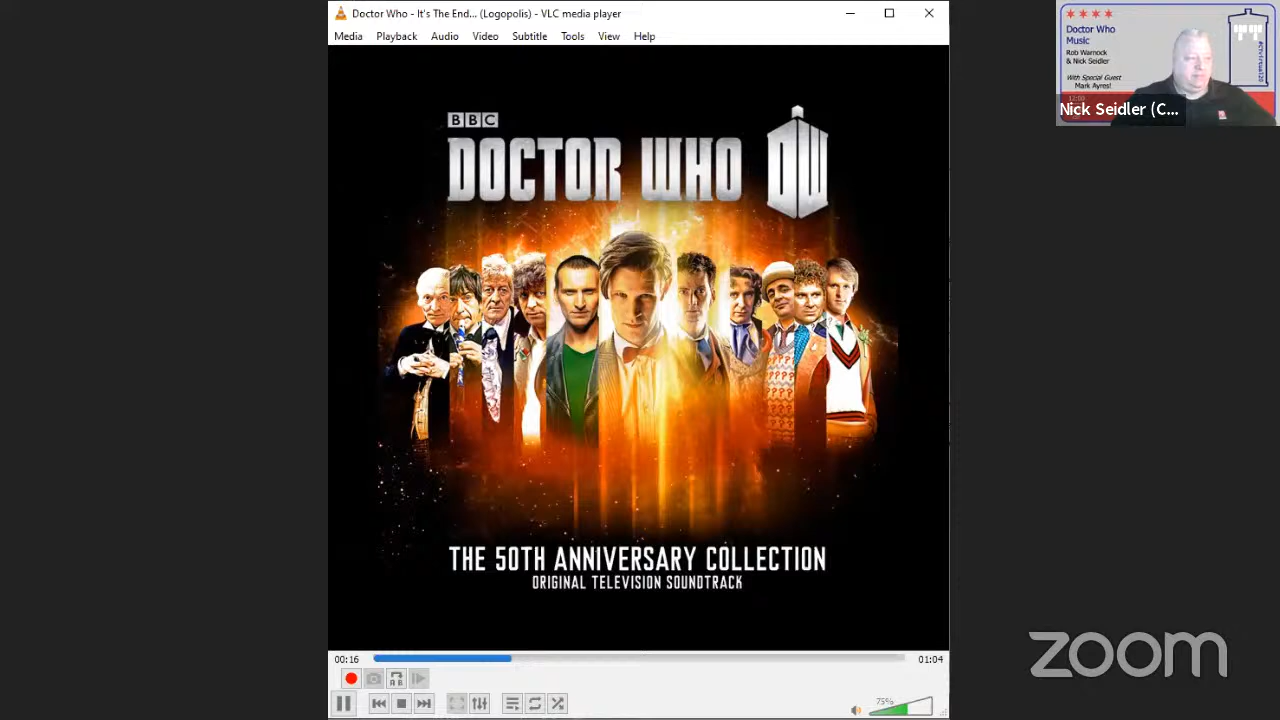 Doctor Who - It's The End... (Logopolis) - VLC media player
Media Playback Audio Video Subtitle Tools View Help
BBC
DOCTOR WHO DW
THE 50TH ANNIVERSARY COLLECTION
ORIGINAL TELEVISION SOUNDTRACK
00:16
01:04
75%
Doctor Who
Music
Rob Warnock
& Nick Seidler
With Special Guest
Mark Ayres!
Nick Seidler (C...
zoom